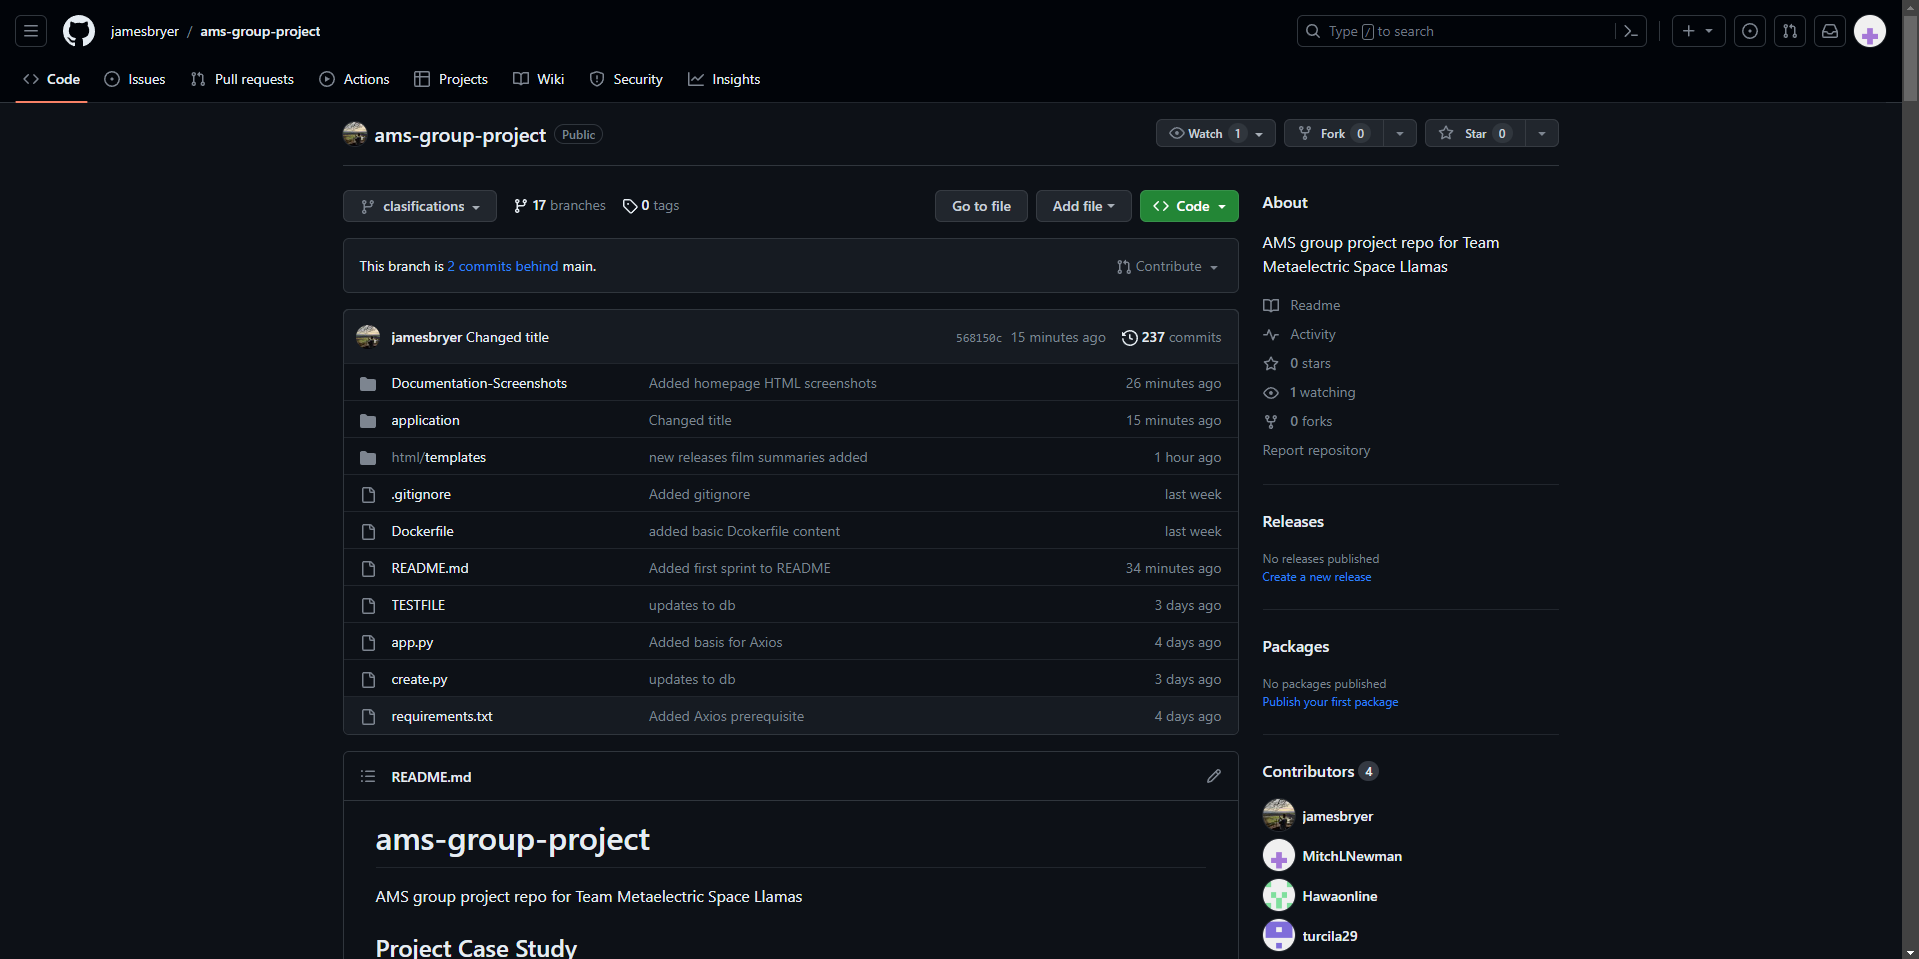 jamesbryer / ams-group-project
Type / to search
Code Issues Pull requests Actions Projects Wiki Security Insights
ams-group-project Public
Watch 1 Fork 0 Star 0
clasifications 17 branches 0 tags
Go to file Add file Code
This branch is 2 commits behind main.
Contribute
jamesbryer Changed title 568150c 15 minutes ago 237 commits
Documentation-Screenshots Added homepage HTML screenshots 26 minutes ago
application Changed title 15 minutes ago
html/templates new releases film summaries added 1 hour ago
.gitignore Added gitignore last week
Dockerfile added basic Dcokerfile content last week
README.md Added first sprint to README 34 minutes ago
TESTFILE updates to db 3 days ago
app.py Added basis for Axios 4 days ago
create.py updates to db 3 days ago
requirements.txt Added Axios prerequisite 4 days ago
README.md
ams-group-project
AMS group project repo for Team Metaelectric Space Llamas
Project Case Study
About
AMS group project repo for Team
Metaelectric Space Llamas
Readme
Activity
0 stars
1 watching
0 forks
Report repository
Releases
No releases published
Create a new release
Packages
No packages published
Publish your first package
Contributors 4
jamesbryer
MitchLNewman
Hawaonline
turcila29